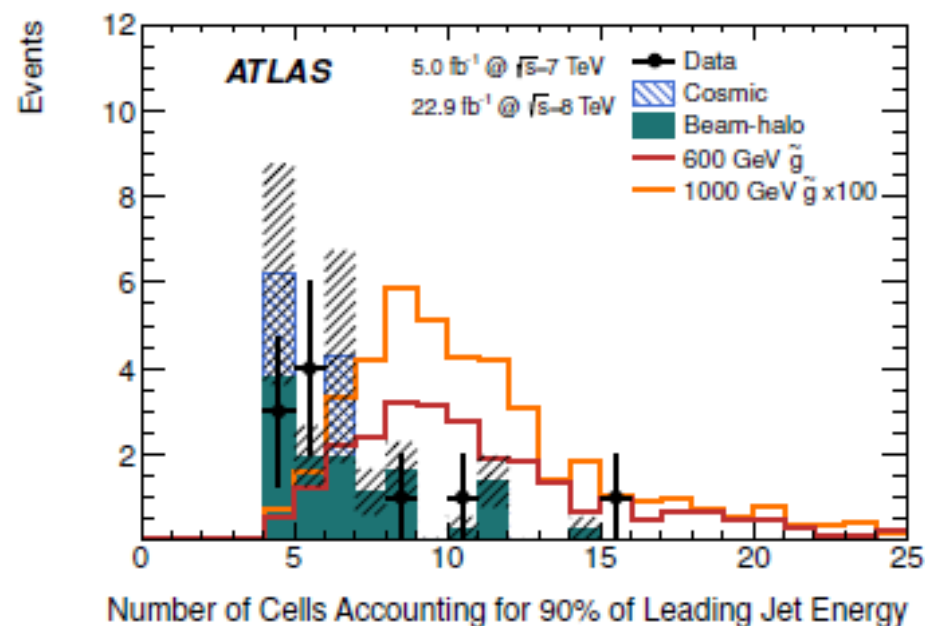 Events
12
10
8
6
4
2
0
5
10
15
20
25
ATLAS
5.0 fb⁻¹ @ √s=7 TeV
22.9 fb⁻¹ @ √s=8 TeV
Data
Cosmic
Beam-halo
600 GeV g̃
1000 GeV g̃ x100
Number of Cells Accounting for 90% of Leading Jet Energy